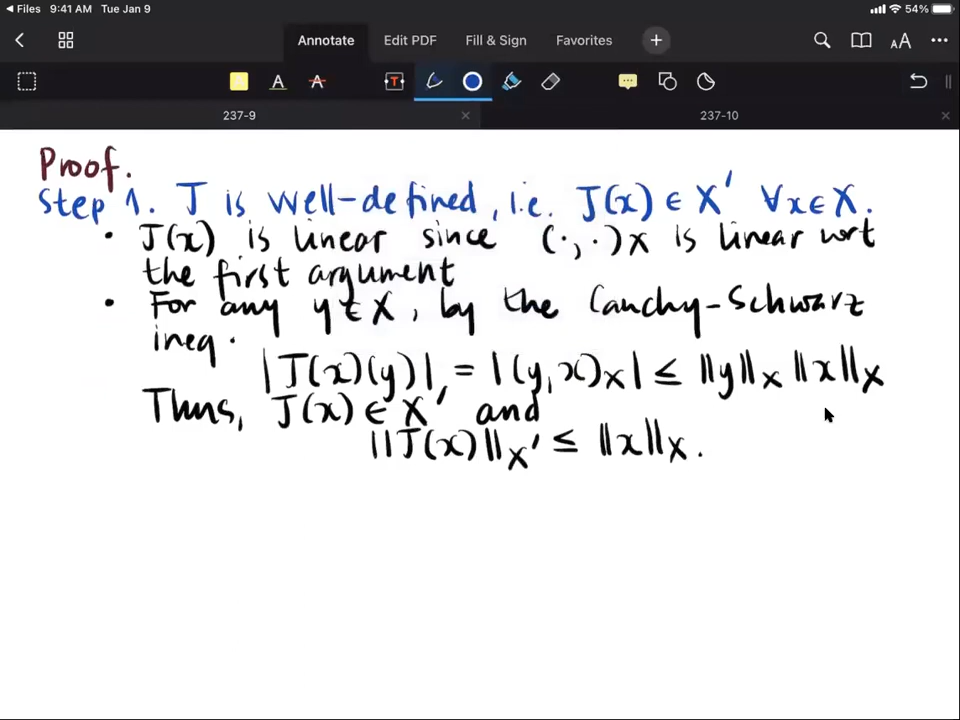 Files 9:41 AM Tue Jan 9 54%
Annotate Edit PDF Fill & Sign Favorites
237-9 237-10
Proof.
Step 1. J is well-defined, i.e. J(x) ∈ X' ∀x ∈ X.
• J(x) is linear since (·,·)X is linear wrt
the first argument
• For any y ∈ X, by the Cauchy-Schwarz
ineq.
|J(x)(y)| = |(y,x)X| ≤ ||y||X ||x||X
Thus, J(x) ∈ X' and
||J(x)||X' ≤ ||x||X.